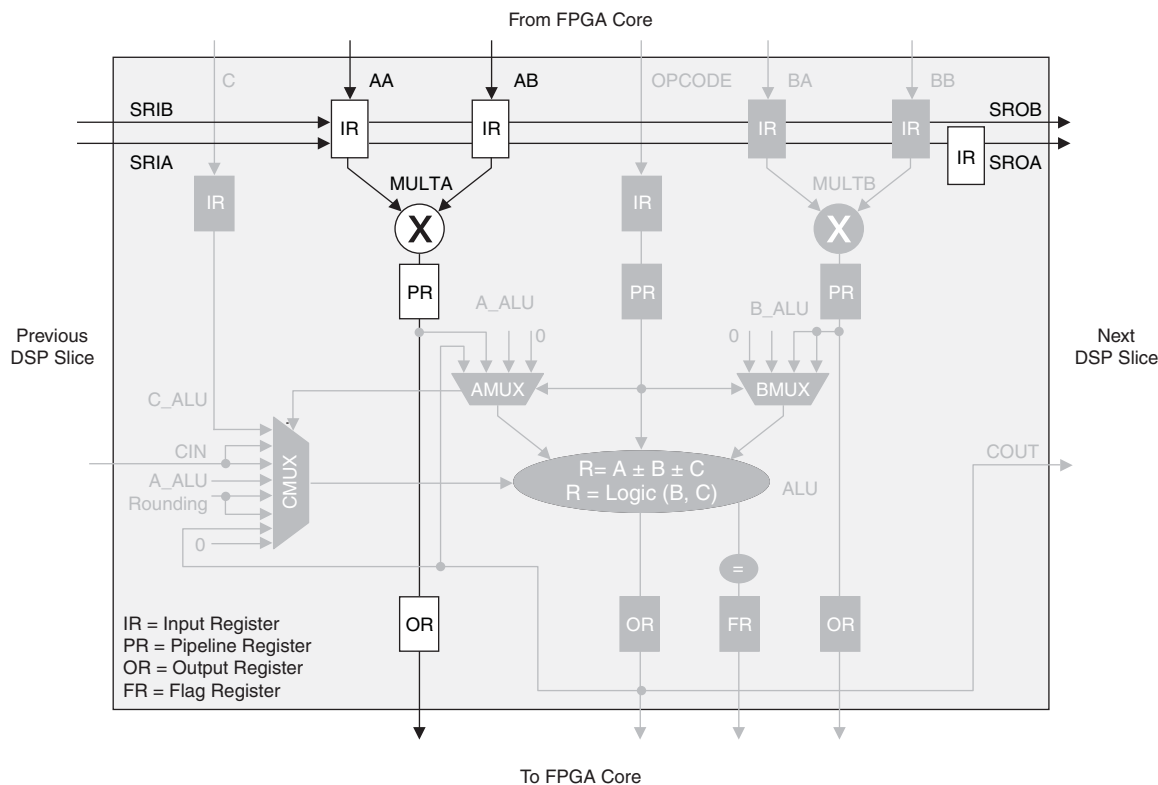 From FPGA Core
C
AA
AB
OPCODE
BA
BB
SRIB
SROB
IR
IR
IR
IR
IR
SRIA
SROA
MULTA
MULTB
IR
IR
X
X
PR
PR
PR
A_ALU
B_ALU
0
0
Previous
DSP Slice
Next
DSP Slice
AMUX
BMUX
C_ALU
CIN
COUT
A_ALU
Rounding
CMUX
0
R= A ± B ± C
R = Logic (B, C)
ALU
=
IR = Input Register
PR = Pipeline Register
OR = Output Register
FR = Flag Register
OR
OR
FR
OR
To FPGA Core